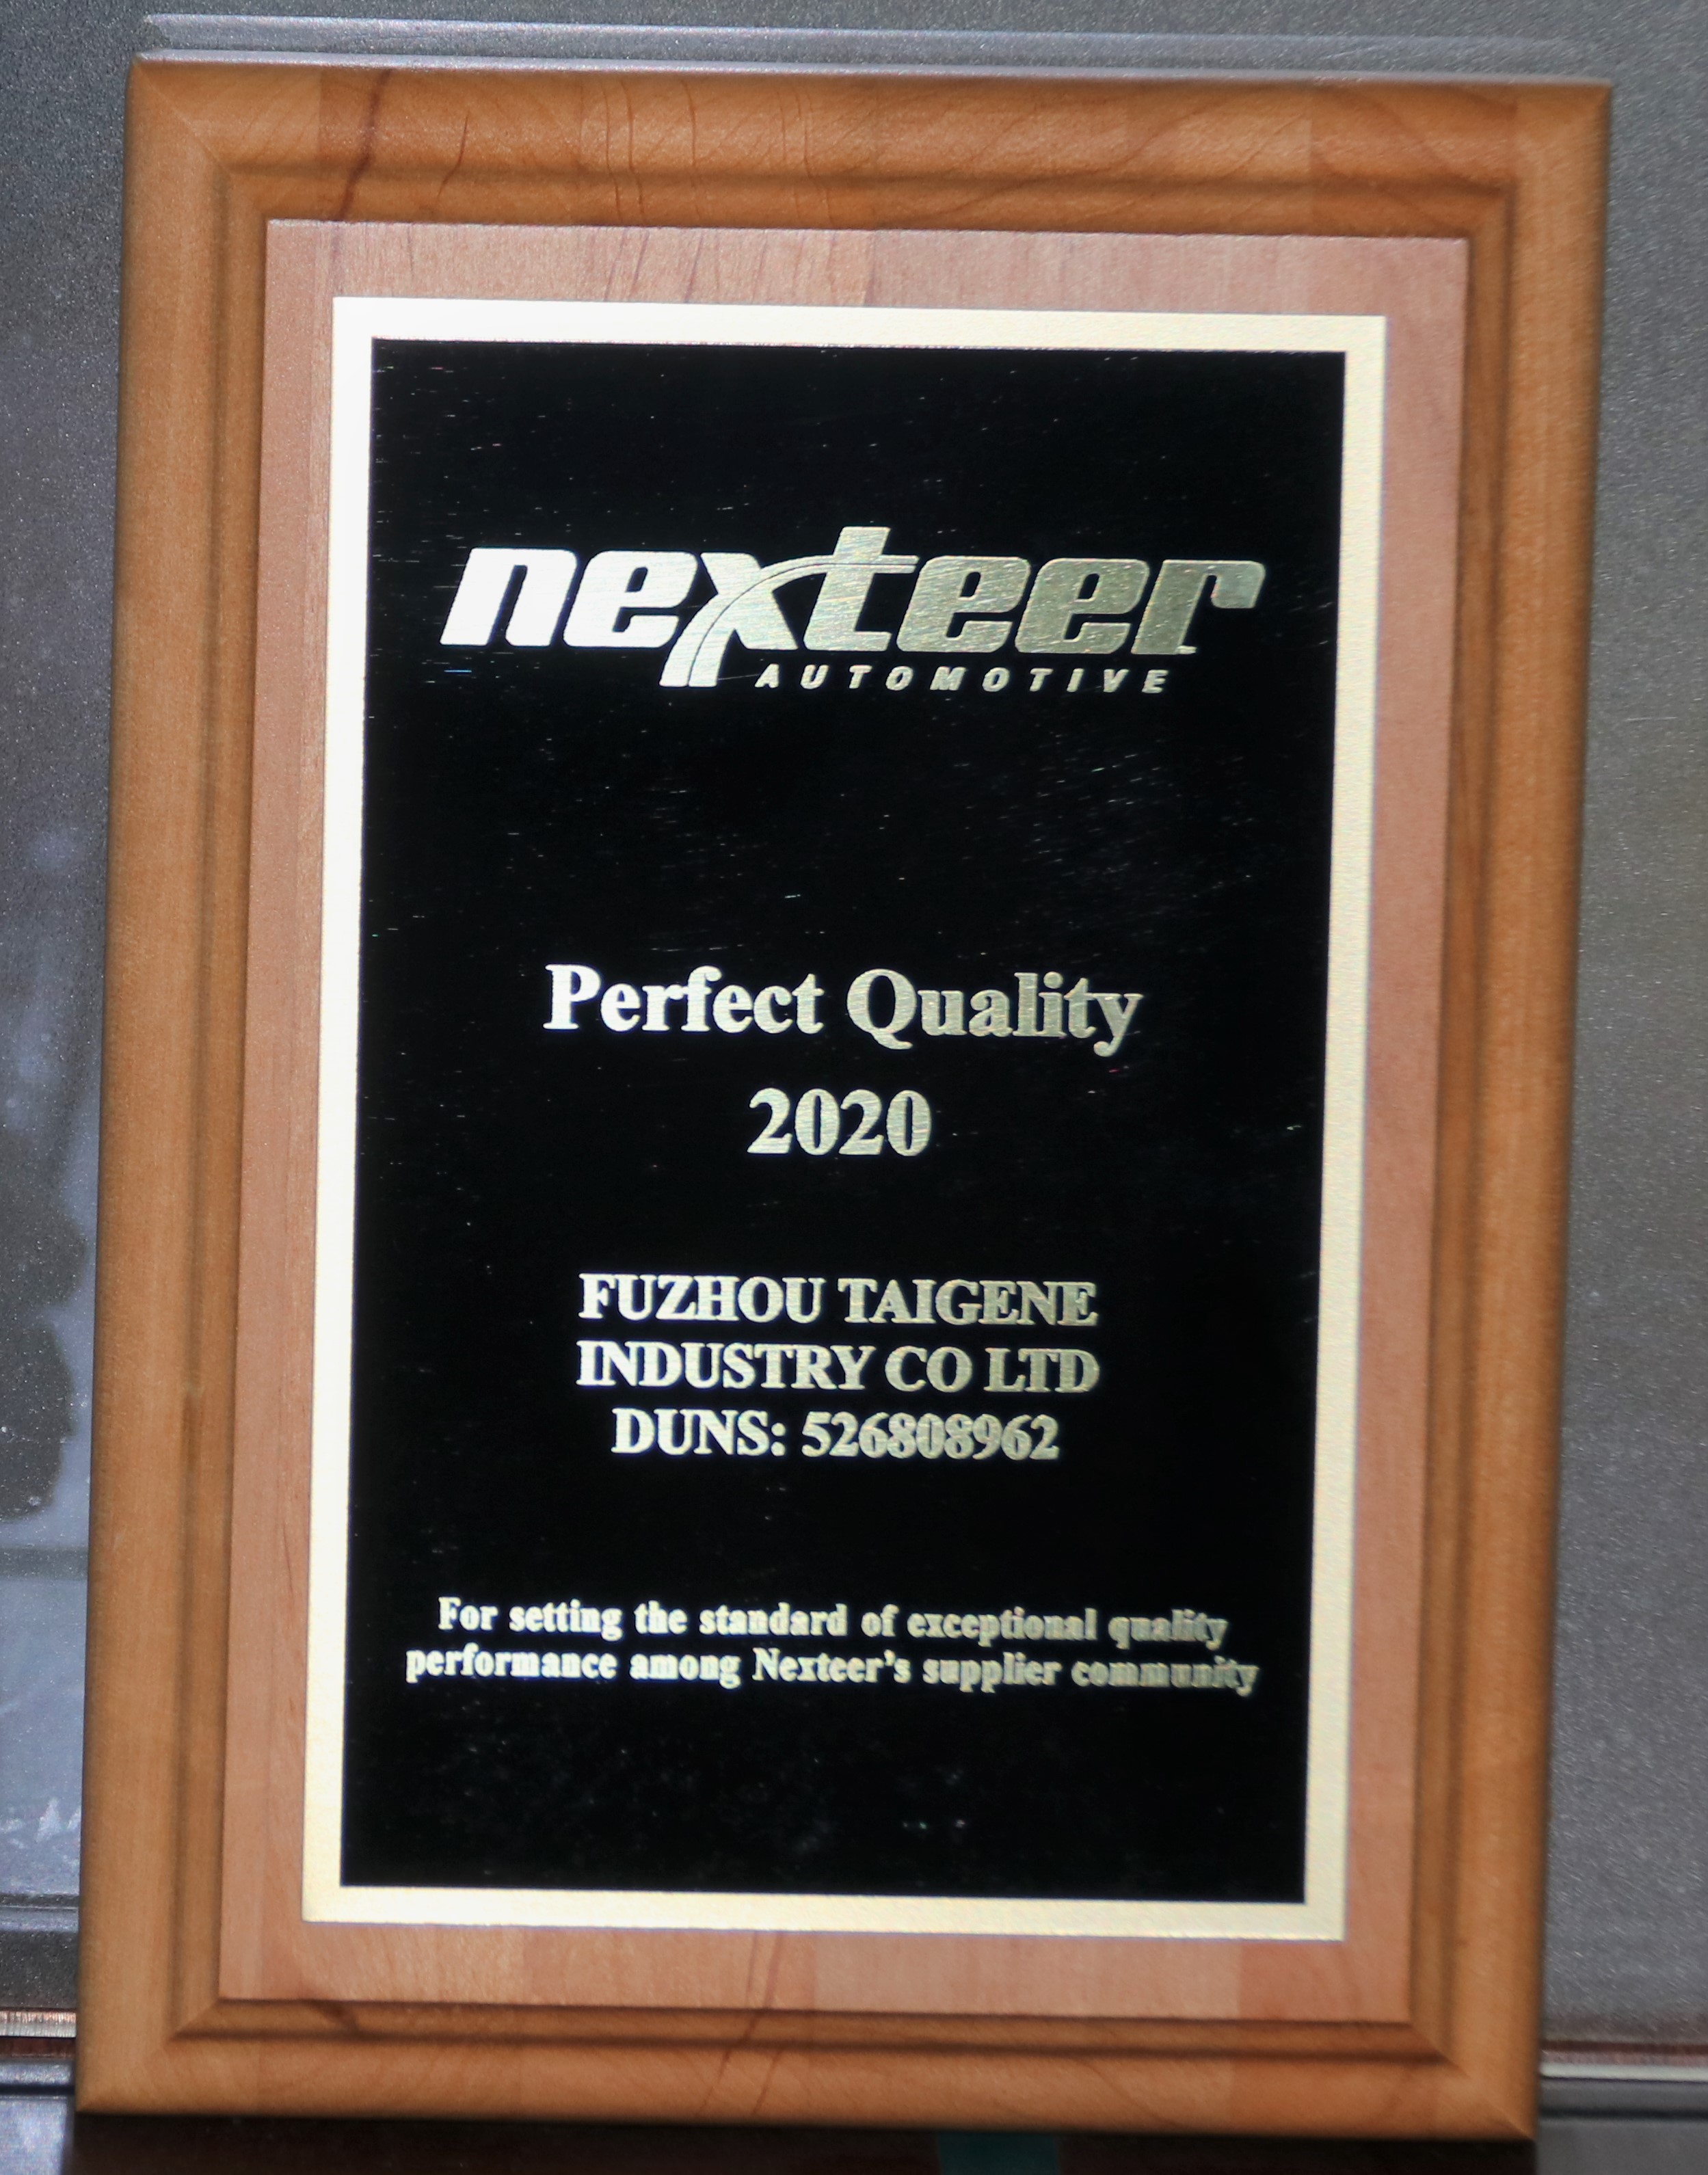 nexteer
AUTOMOTIVE
Perfect Quality
2020
FUZHOU TAIGENE
INDUSTRY CO LTD
DUNS: 526808962
For setting the standard of exceptional quality
performance among Nexteer's supplier community